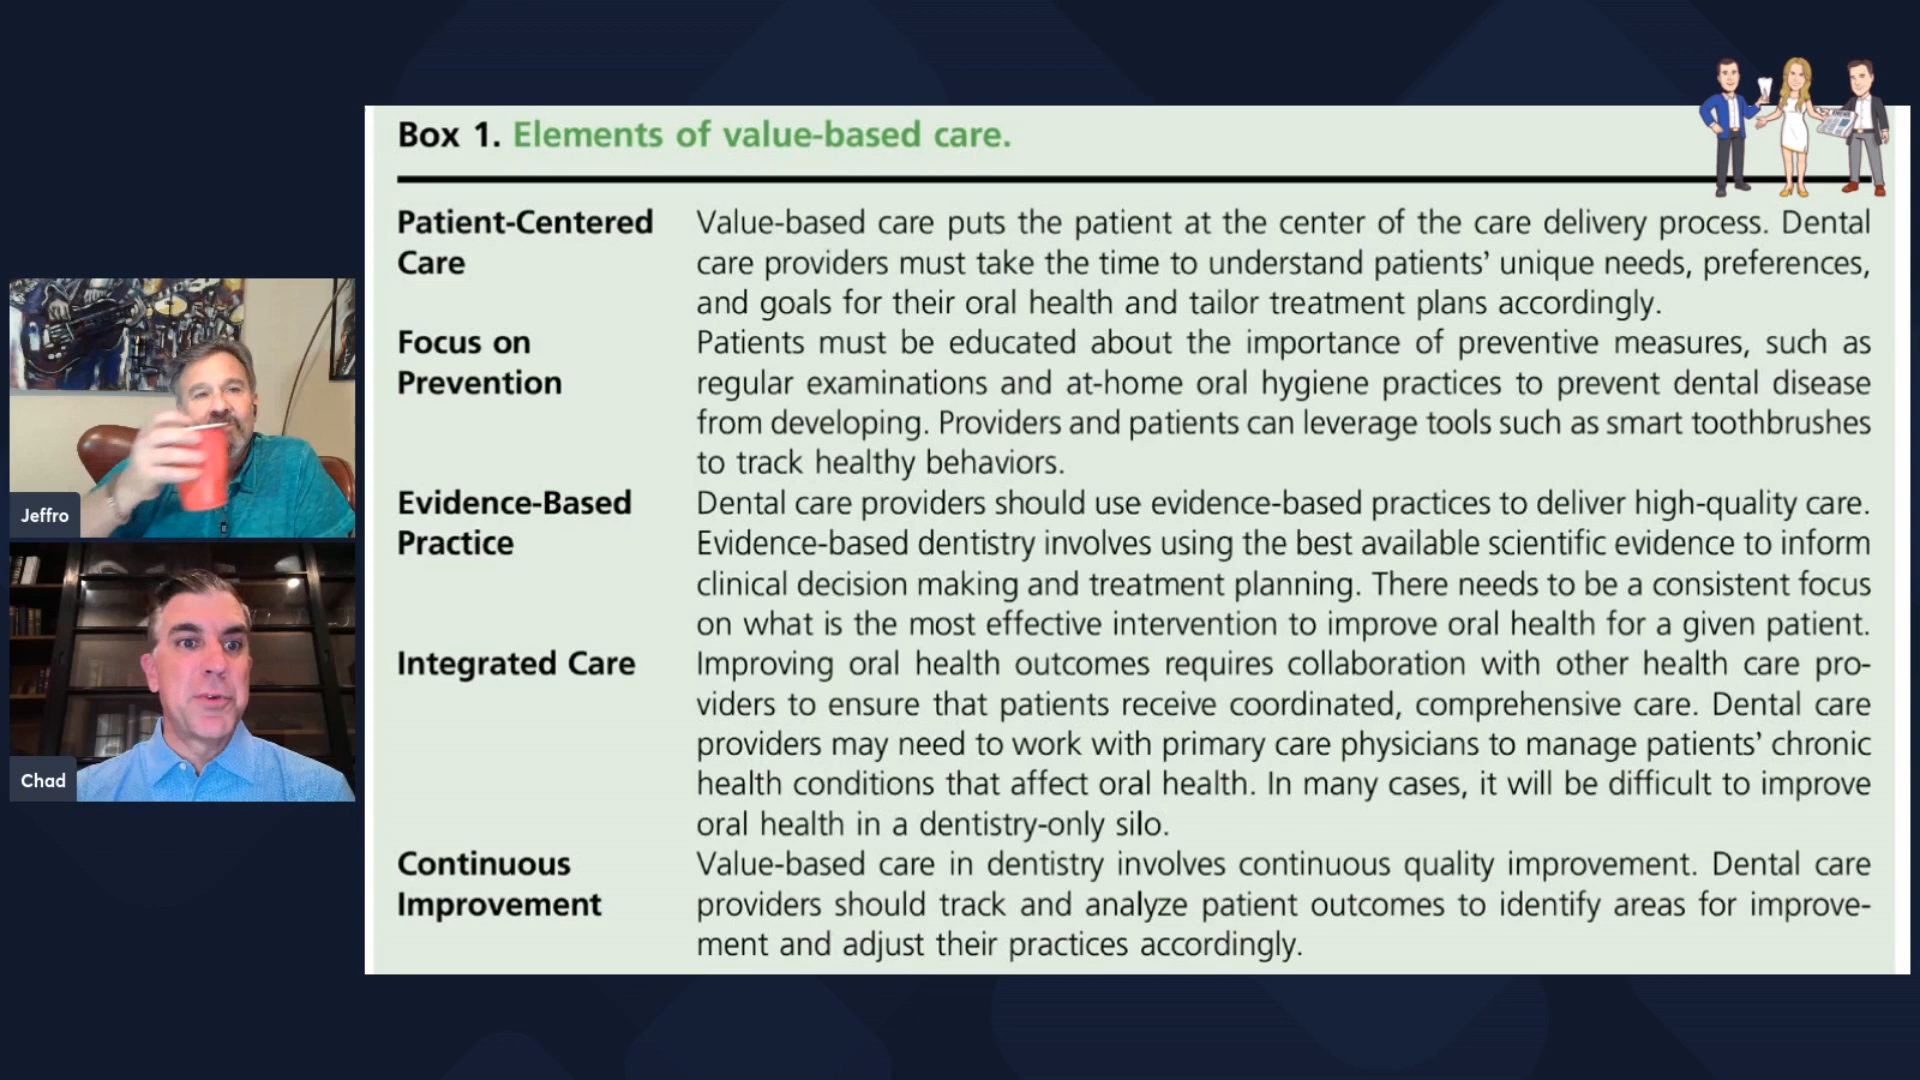 Box 1. Elements of value-based care.
Patient-Centered
Care
Value-based care puts the patient at the center of the care delivery process. Dental
care providers must take the time to understand patients' unique needs, preferences,
and goals for their oral health and tailor treatment plans accordingly.
Focus on
Prevention
Patients must be educated about the importance of preventive measures, such as
regular examinations and at-home oral hygiene practices to prevent dental disease
from developing. Providers and patients can leverage tools such as smart toothbrushes
to track healthy behaviors.
Evidence-Based
Practice
Dental care providers should use evidence-based practices to deliver high-quality care.
Evidence-based dentistry involves using the best available scientific evidence to inform
clinical decision making and treatment planning. There needs to be a consistent focus
on what is the most effective intervention to improve oral health for a given patient.
Integrated Care
Improving oral health outcomes requires collaboration with other health care pro-
viders to ensure that patients receive coordinated, comprehensive care. Dental care
providers may need to work with primary care physicians to manage patients' chronic
health conditions that affect oral health. In many cases, it will be difficult to improve
oral health in a dentistry-only silo.
Continuous
Improvement
Value-based care in dentistry involves continuous quality improvement. Dental care
providers should track and analyze patient outcomes to identify areas for improve-
ment and adjust their practices accordingly.
Jeffro
Chad